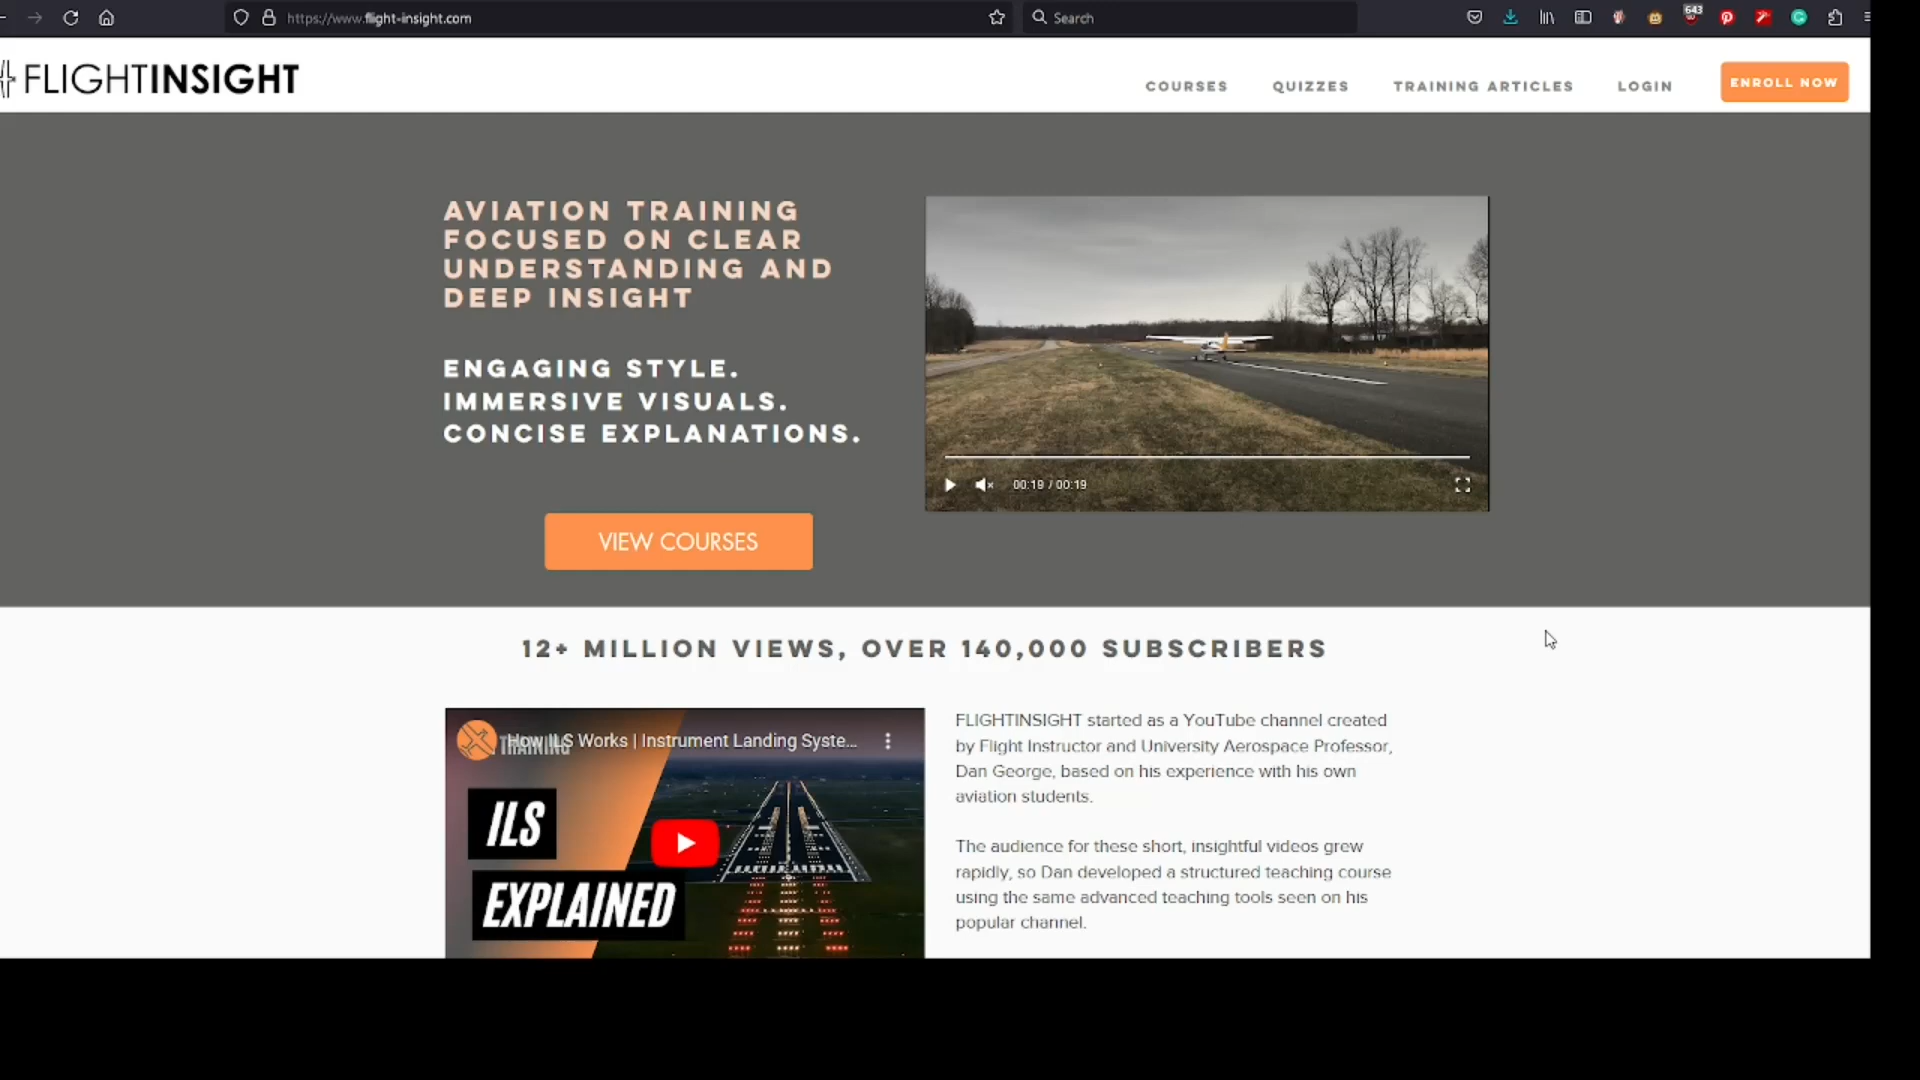 https://www.flight-insight.com
Search
643
FLIGHTINSIGHT
COURSES
QUIZZES
TRAINING ARTICLES
LOGIN
ENROLL NOW
AVIATION TRAINING
FOCUSED ON CLEAR
UNDERSTANDING AND
DEEP INSIGHT
ENGAGING STYLE.
IMMERSIVE VISUALS.
CONCISE EXPLANATIONS.
00:19 / 00:19
VIEW COURSES
12+ MILLION VIEWS, OVER 140,000 SUBSCRIBERS
How ILS Works | Instrument Landing Syste...
TRAINING
ILS
EXPLAINED
FLIGHTINSIGHT started as a YouTube channel created
by Flight Instructor and University Aerospace Professor,
Dan George, based on his experience with his own
aviation students.
The audience for these short, insightful videos grew
rapidly, so Dan developed a structured teaching course
using the same advanced teaching tools seen on his
popular channel.